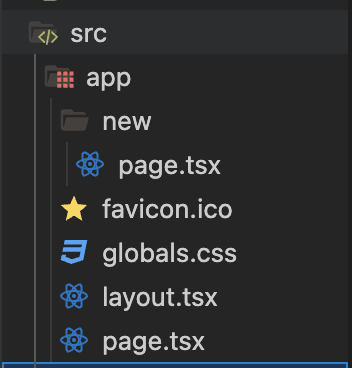 src
app
new
page.tsx
favicon.ico
globals.css
layout.tsx
page.tsx